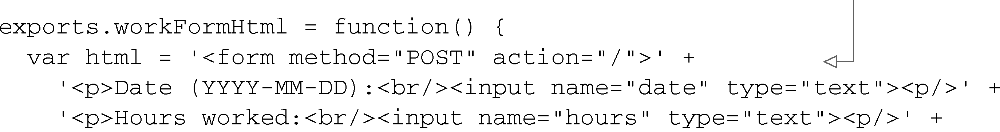 exports.workFormHtml = function() {
  var html = '<form method="POST" action="/">' +
    '<p>Date (YYYY-MM-DD):<br/><input name="date" type="text"><p/>' +
    '<p>Hours worked:<br/><input name="hours" type="text"><p/>' +